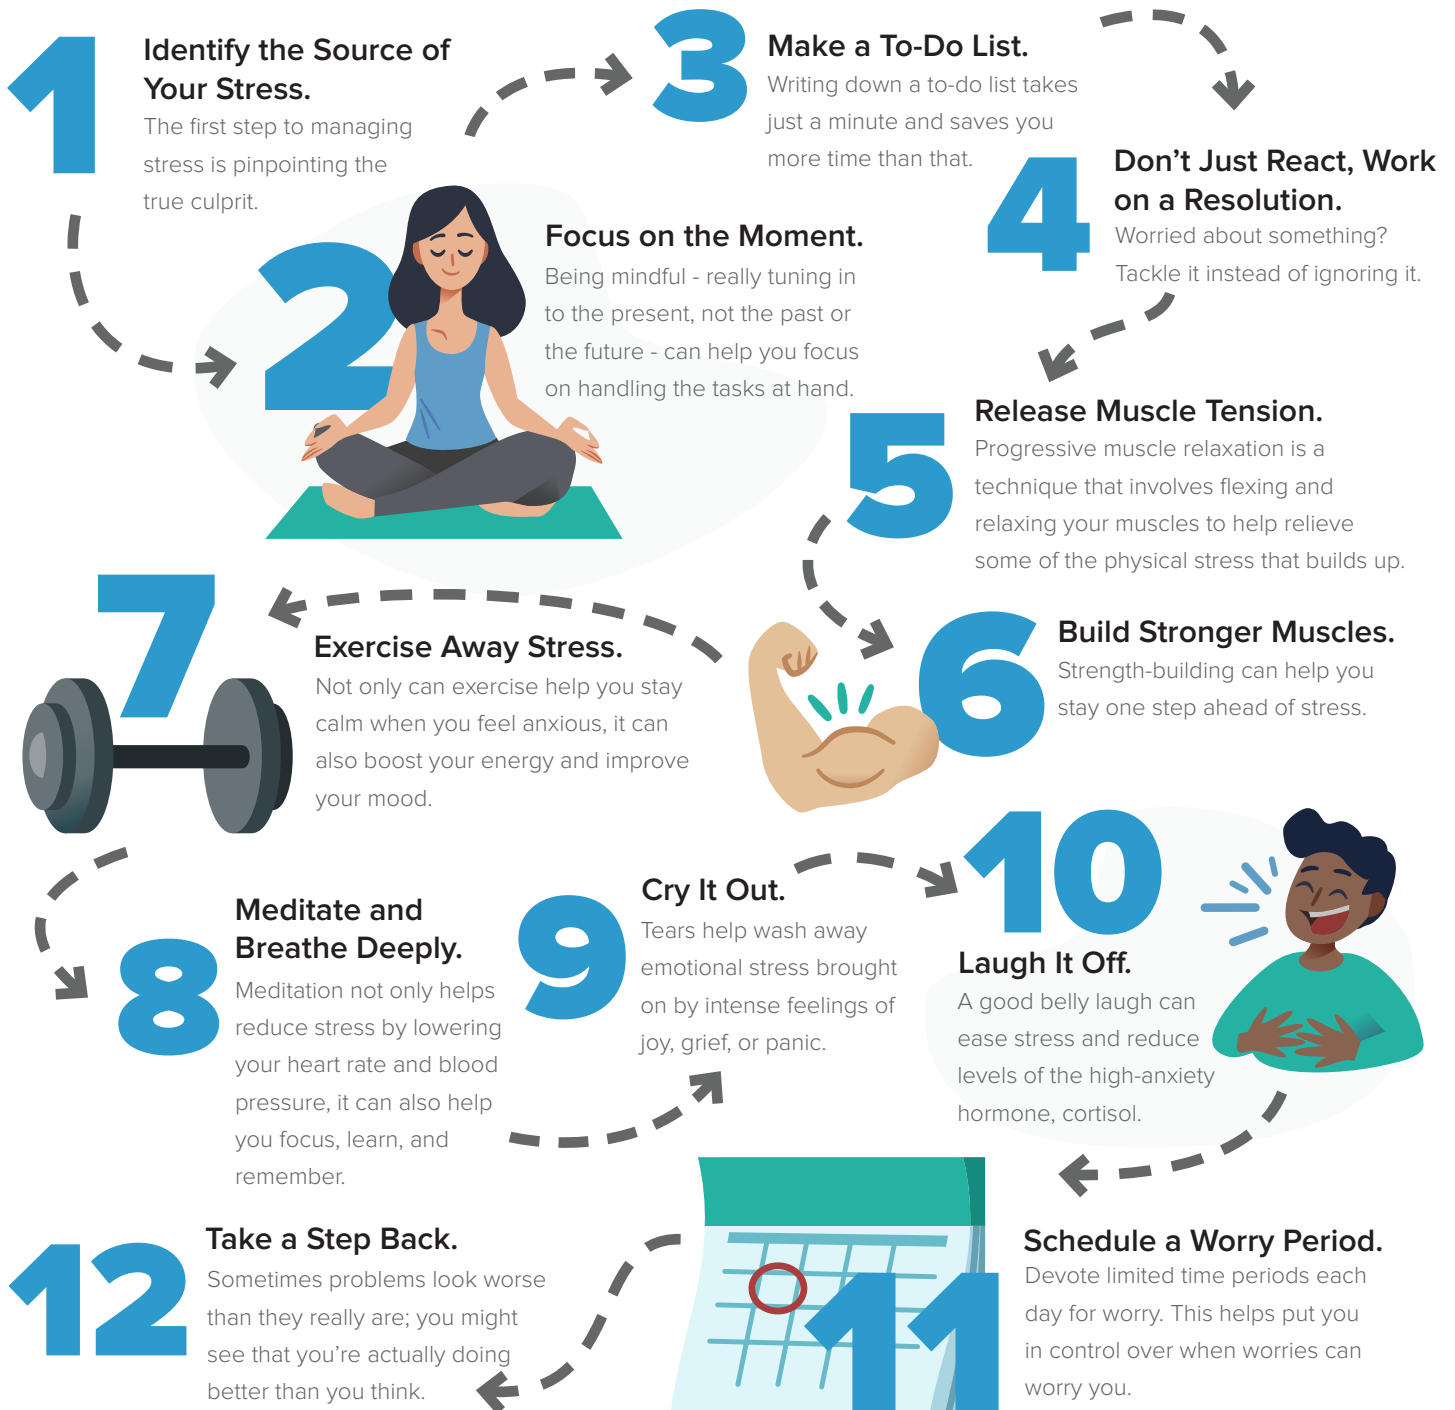 1
Identify the Source of
Your Stress.
The first step to managing
stress is pinpointing the
true culprit.
2
Focus on the Moment.
Being mindful - really tuning in
to the present, not the past or
the future - can help you focus
on handling the tasks at hand.
3
Make a To-Do List.
Writing down a to-do list takes
just a minute and saves you
more time than that.
4
Don’t Just React, Work
on a Resolution.
Worried about something?
Tackle it instead of ignoring it.
5
Release Muscle Tension.
Progressive muscle relaxation is a
technique that involves flexing and
relaxing your muscles to help relieve
some of the physical stress that builds up.
6
Build Stronger Muscles.
Strength-building can help you
stay one step ahead of stress.
7
Exercise Away Stress.
Not only can exercise help you stay
calm when you feel anxious, it can
also boost your energy and improve
your mood.
8
Meditate and
Breathe Deeply.
Meditation not only helps
reduce stress by lowering
your heart rate and blood
pressure, it can also help
you focus, learn, and
remember.
9
Cry It Out.
Tears help wash away
emotional stress brought
on by intense feelings of
joy, grief, or panic.
10
Laugh It Off.
A good belly laugh can
ease stress and reduce
levels of the high-anxiety
hormone, cortisol.
11
Schedule a Worry Period.
Devote limited time periods each
day for worry. This helps put you
in control over when worries can
worry you.
12
Take a Step Back.
Sometimes problems look worse
than they really are; you might
see that you’re actually doing
better than you think.